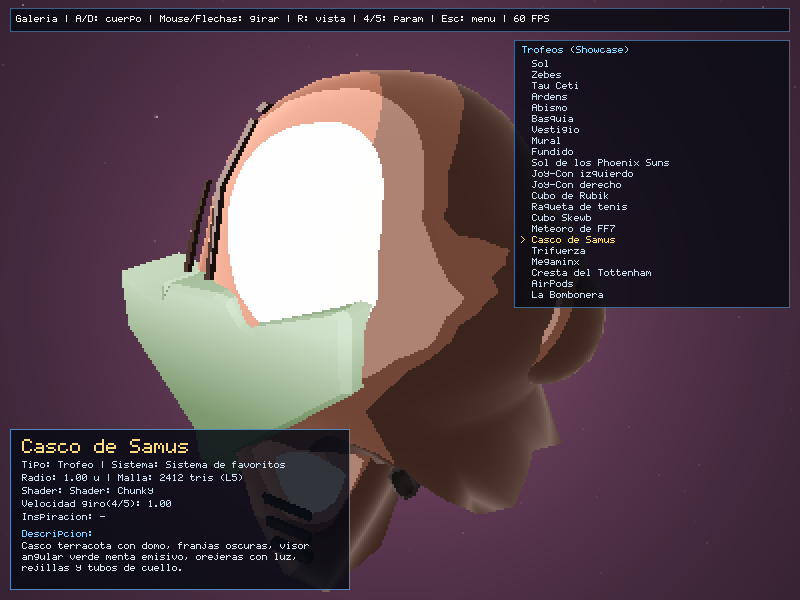 Galeria | A/D: cuerpo | Mouse/Flechas: girar | R: vista | 4/5: param | Esc: menu | 60 FPS
Trofeos (Showcase)
Sol
Zebes
Tau Ceti
Ardens
Abismo
Basquia
Vestigio
Mural
Fundido
Sol de los Phoenix Suns
Joy-Con izquierdo
Joy-Con derecho
Cubo de Rubik
Raqueta de tenis
Cubo Skewb
Meteoro de FF7
> Casco de Samus
Trifuerza
Megaminx
Cresta del Tottenham
AirPods
La Bombonera
Casco de Samus
Tipo: Trofeo | Sistema: Sistema de favoritos
Radio: 1.00 u | Malla: 2412 tris (L5)
Shader: Shader: Chunky
Velocidad giro(4/5): 1.00
Inspiracion: -
Descripcion:
Casco terracota con domo, franjas oscuras, visor
angular verde menta emisivo, orejeras con luz,
rejillas y tubos de cuello.